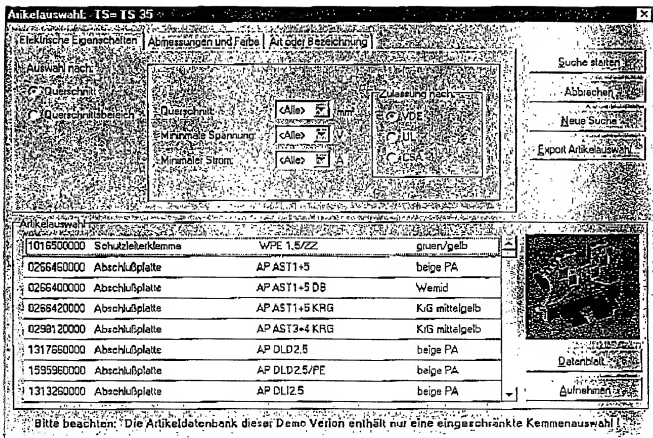 Artikelauswahl: TS= TS 35
Elektrische Eigenschaften | Abmessungen und Farbe | Art oder Bezeichnung
Auswahl nach:
Querschnitt
Querschnittsbereich
Querschnitt: <Alle> mm
Minimale Spannung: <Alle>
Minimaler Strom: <Alle> A
Zulassung nach:
VDE
UL
CSA
Suche starten
Abbrechen
Neue Suche
Export Artikelauswahl
Artikelauswahl
1016500000 Schutzleiterklemme WPE 1,5/ZZ gruen/gelb
0266460000 Abschlußplatte AP AST1+5 beige PA
0266400000 Abschlußplatte AP AST1+5 DB Wemid
0266420000 Abschlußplatte AP AST1+5 KRG KrG mittelgelb
0298120000 Abschlußplatte AP AST3+4 KRG KrG mittelgelb
1317660000 Abschlußplatte AP DLD2.5 beige PA
1595960000 Abschlußplatte AP DLD2.5/PE beige PA
1313260000 Abschlußplatte AP DLI2.5 beige PA
Datenblatt
Aufnehmen
Bitte beachten: Die Artikeldatenbank dieser Demo Verion enthält nur eine eingeschränkte Kemmenauswahl !